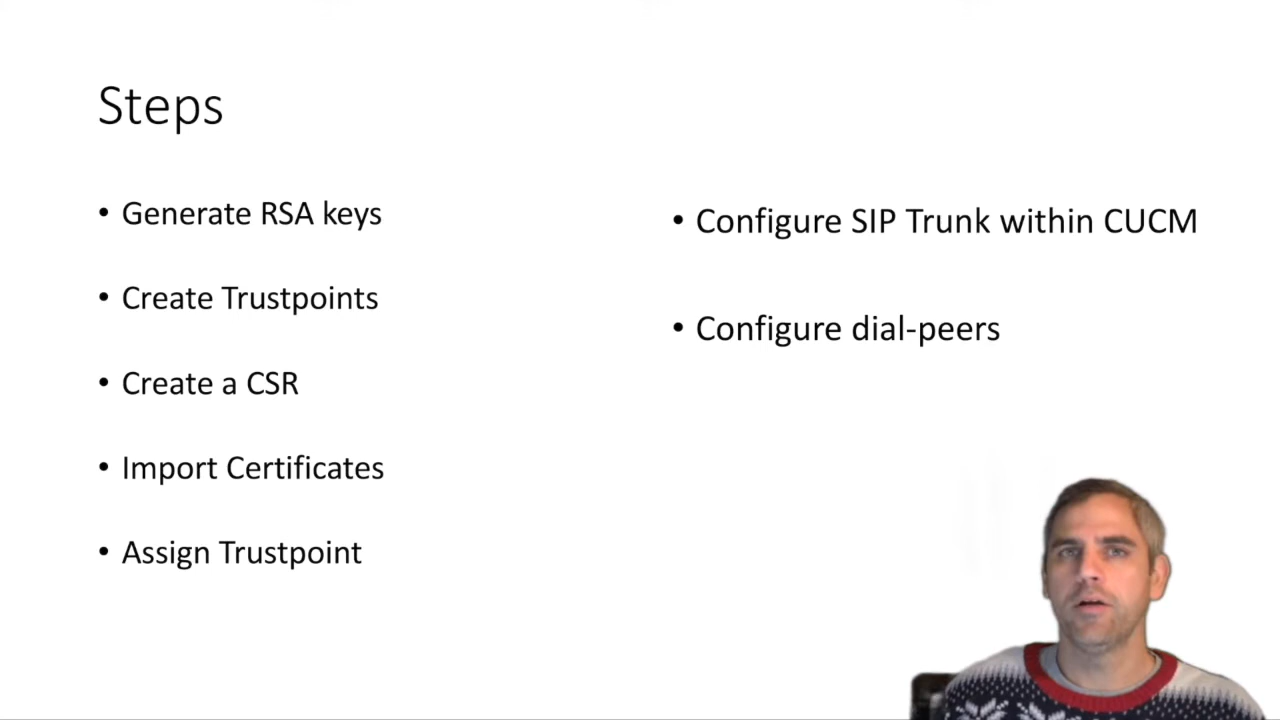 Steps
• Generate RSA keys
• Create Trustpoints
• Create a CSR
• Import Certificates
• Assign Trustpoint
• Configure SIP Trunk within CUCM
• Configure dial-peers